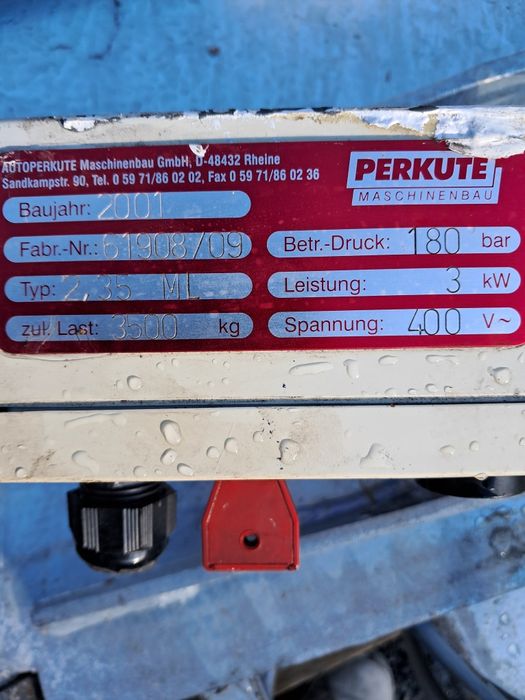 AUTOPERKUTE Maschinenbau GmbH, D-48432 Rheine
Sandkampstr. 90, Tel. 0 59 71/86 02 02, Fax 0 59 71/86 02 36
PERKUTE
MASCHINENBAU
Baujahr: 2001
Fabr.-Nr.: 61908/09
Betr.-Druck: 180 bar
Typ: 2,35 ML
Leistung: 3 kW
zul. Last: 3500 kg
Spannung: 400 V~